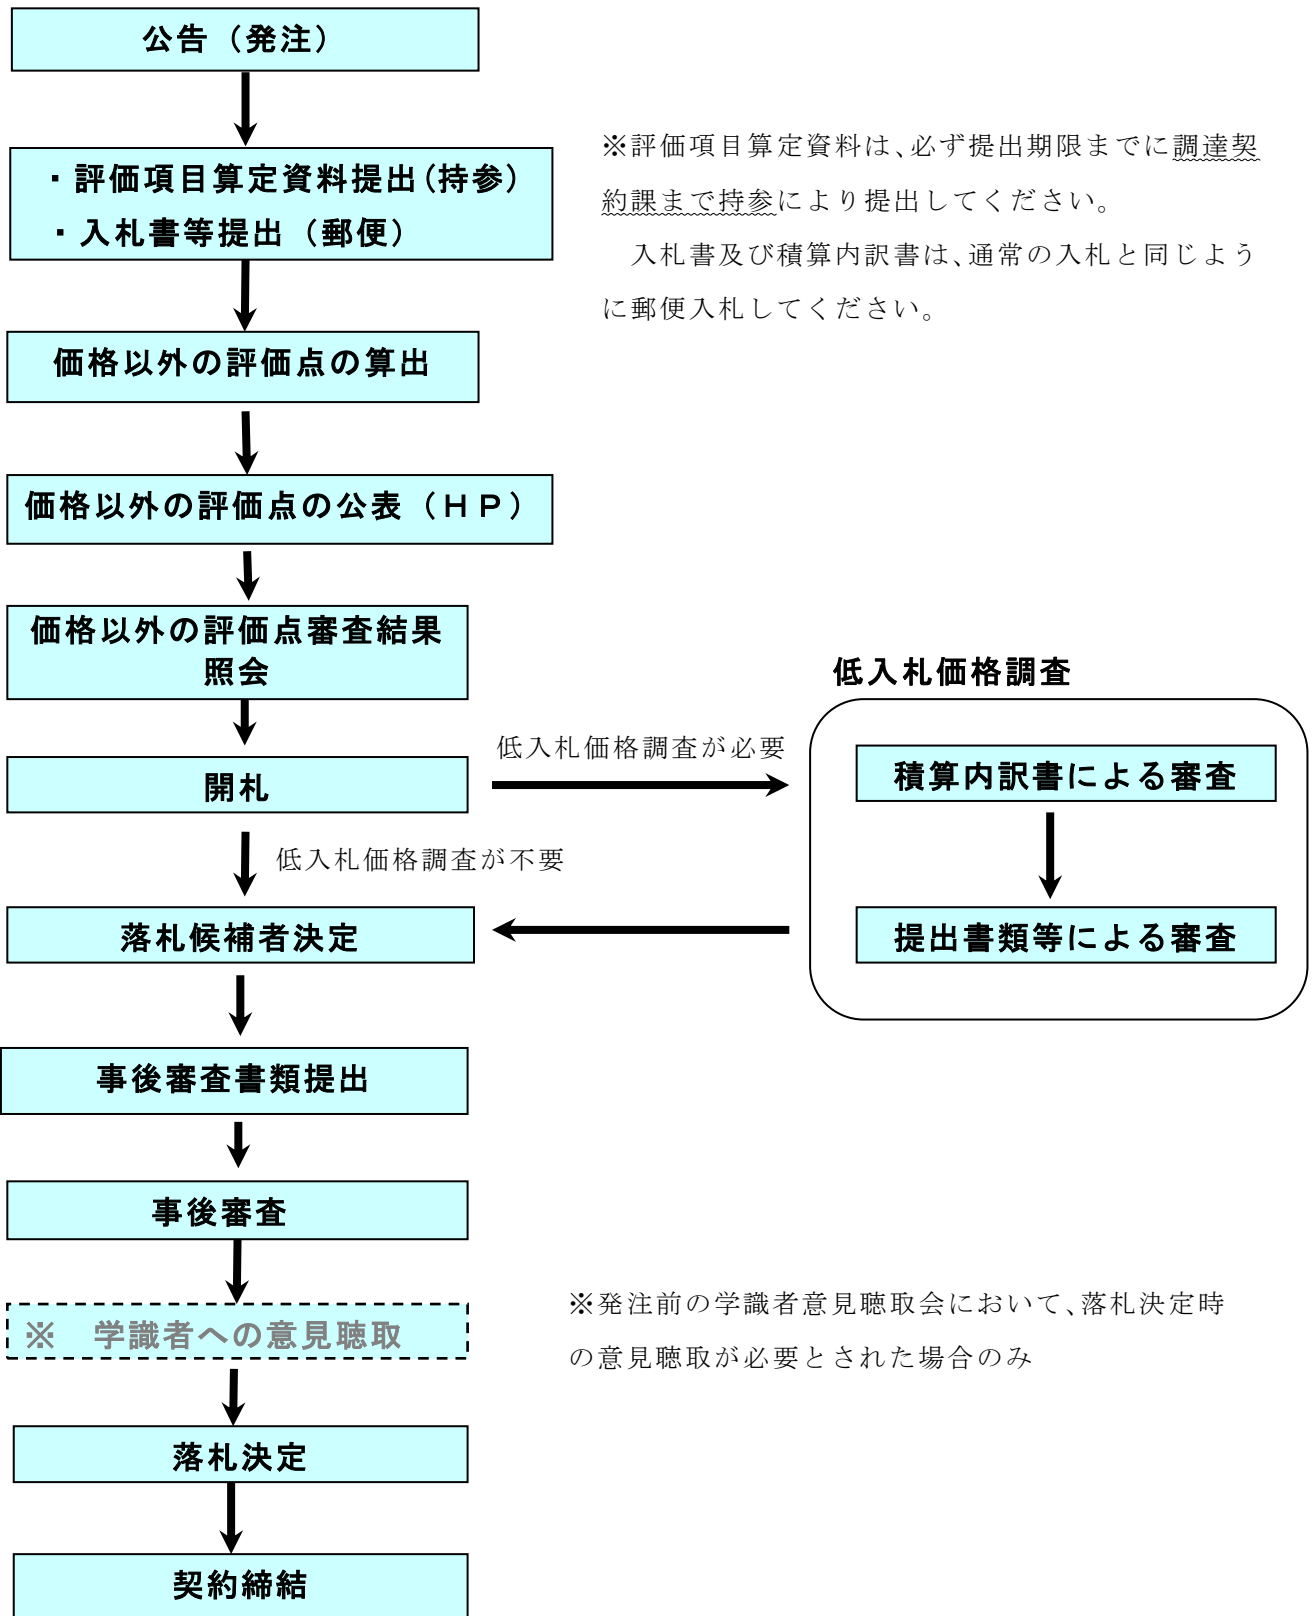 公告（発注）
・評価項目算定資料提出(持参）
・入札書等提出（郵便）
※評価項目算定資料は、必ず提出期限までに調達契
約課まで持参により提出してください。
　入札書及び積算内訳書は、通常の入札と同じよう
に郵便入札してください。
価格以外の評価点の算出
価格以外の評価点の公表（ＨＰ）
価格以外の評価点審査結果
照会
低入札価格調査
低入札価格調査が必要
積算内訳書による審査
開札
低入札価格調査が不要
落札候補者決定
提出書類等による審査
事後審査書類提出
事後審査
※　学識者への意見聴取
※発注前の学識者意見聴取会において、落札決定時
の意見聴取が必要とされた場合のみ
落札決定
契約締結